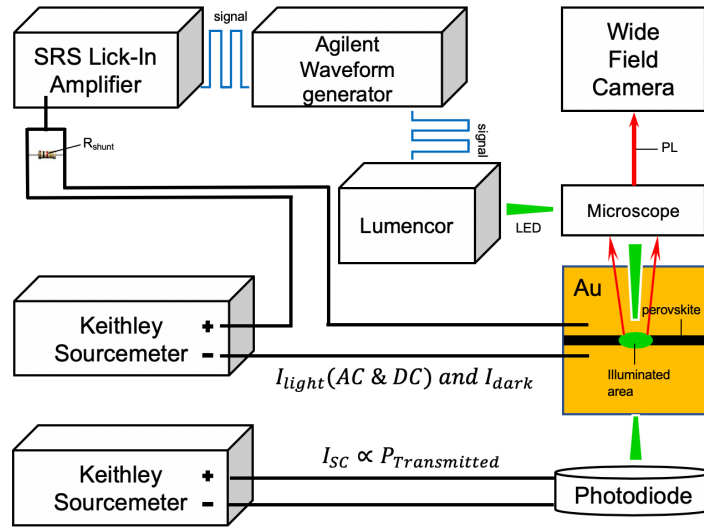 signal
SRS Lick-In
Amplifier
Agilent
Waveform
generator
Wide
Field
Camera
R_shunt
signal
PL
Lumencor
LED
Microscope
Au
perovskite
Keithley
Sourcemeter
+
-
Illuminated
area
I_light(AC & DC) and I_dark
Keithley
Sourcemeter
+
-
I_SC ∝ P_Transmitted
Photodiode